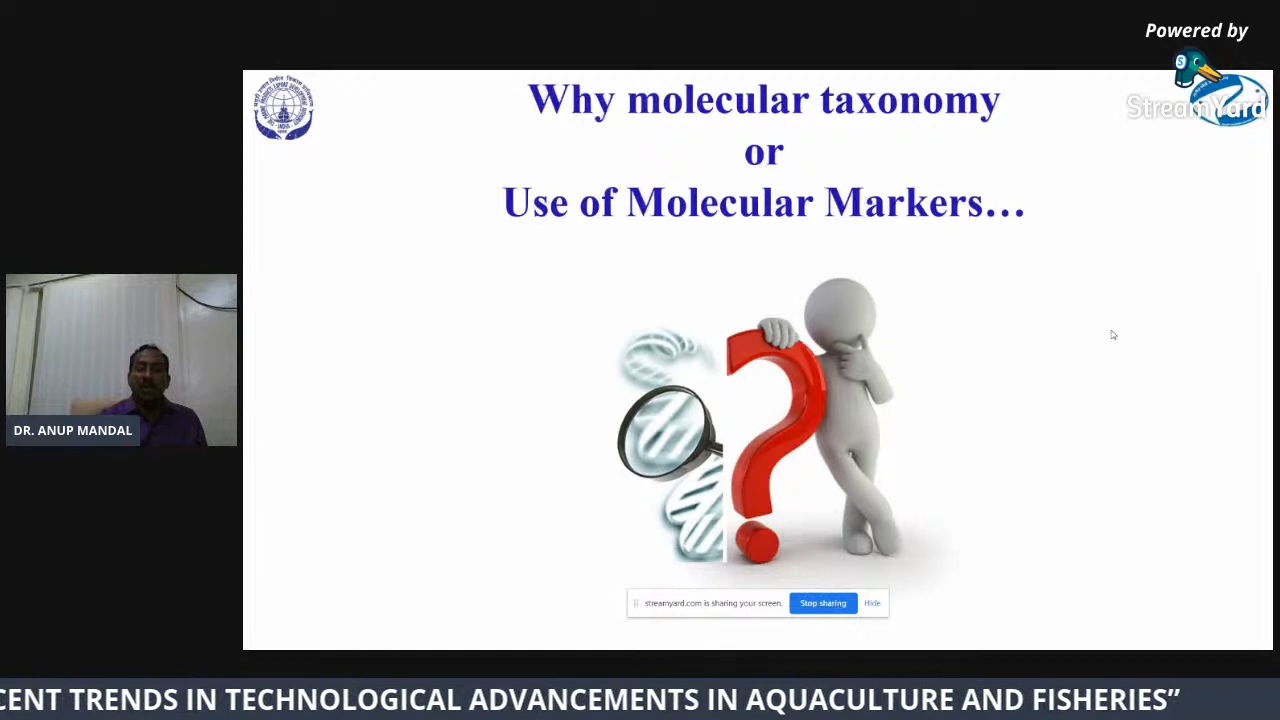 Powered by
StreamYard
Why molecular taxonomy
or
Use of Molecular Markers...
DR. ANUP MANDAL
streamyard.com is sharing your screen.
Stop sharing
Hide
CENT TRENDS IN TECHNOLOGICAL ADVANCEMENTS IN AQUACULTURE AND FISHERIES”